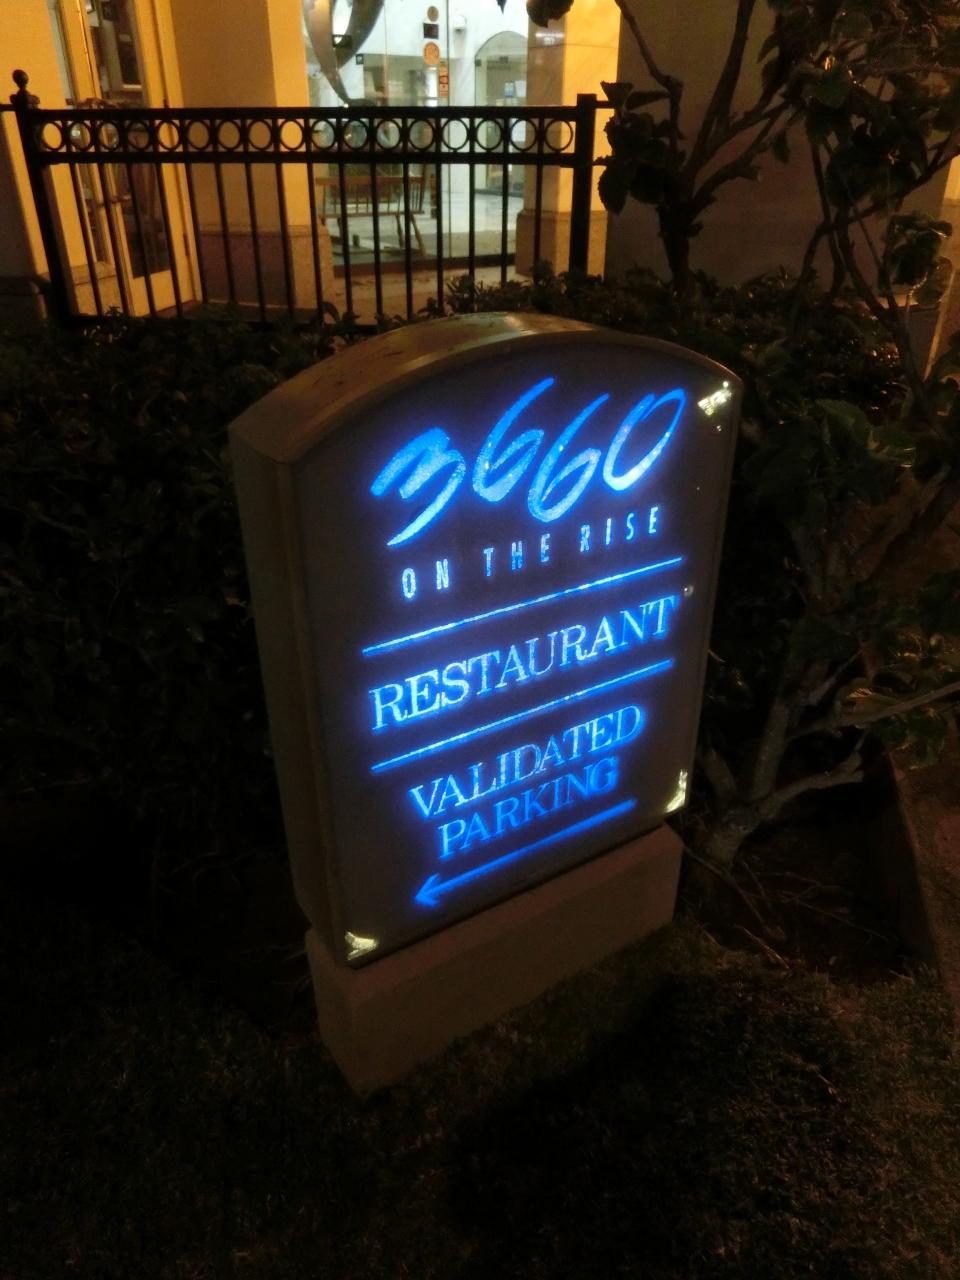 3660
ON THE RISE
RESTAURANT
VALIDATED
PARKING